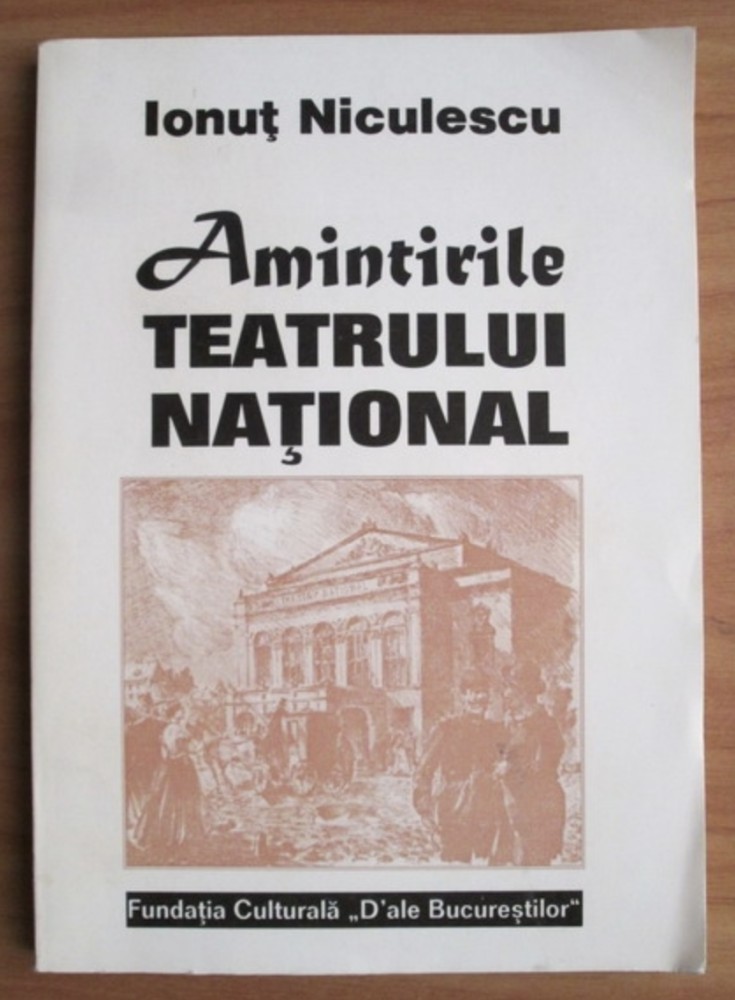 Ionuţ Niculescu
Amintirile
TEATRULUI
NAŢIONAL
Fundaţia Culturală „D'ale Bucureştilor“